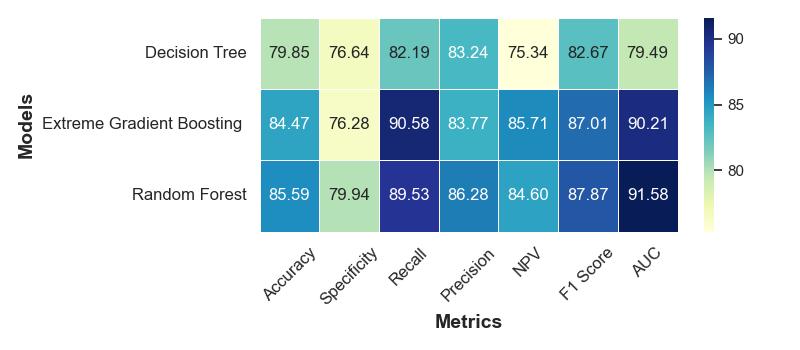 Models
Decision Tree 79.85 76.64 82.19 83.24 75.34 82.67 79.49
Extreme Gradient Boosting 84.47 76.28 90.58 83.77 85.71 87.01 90.21
Random Forest 85.59 79.94 89.53 86.28 84.60 87.87 91.58
Accuracy Specificity Recall Precision NPV F1 Score AUC
Metrics
90
85
80